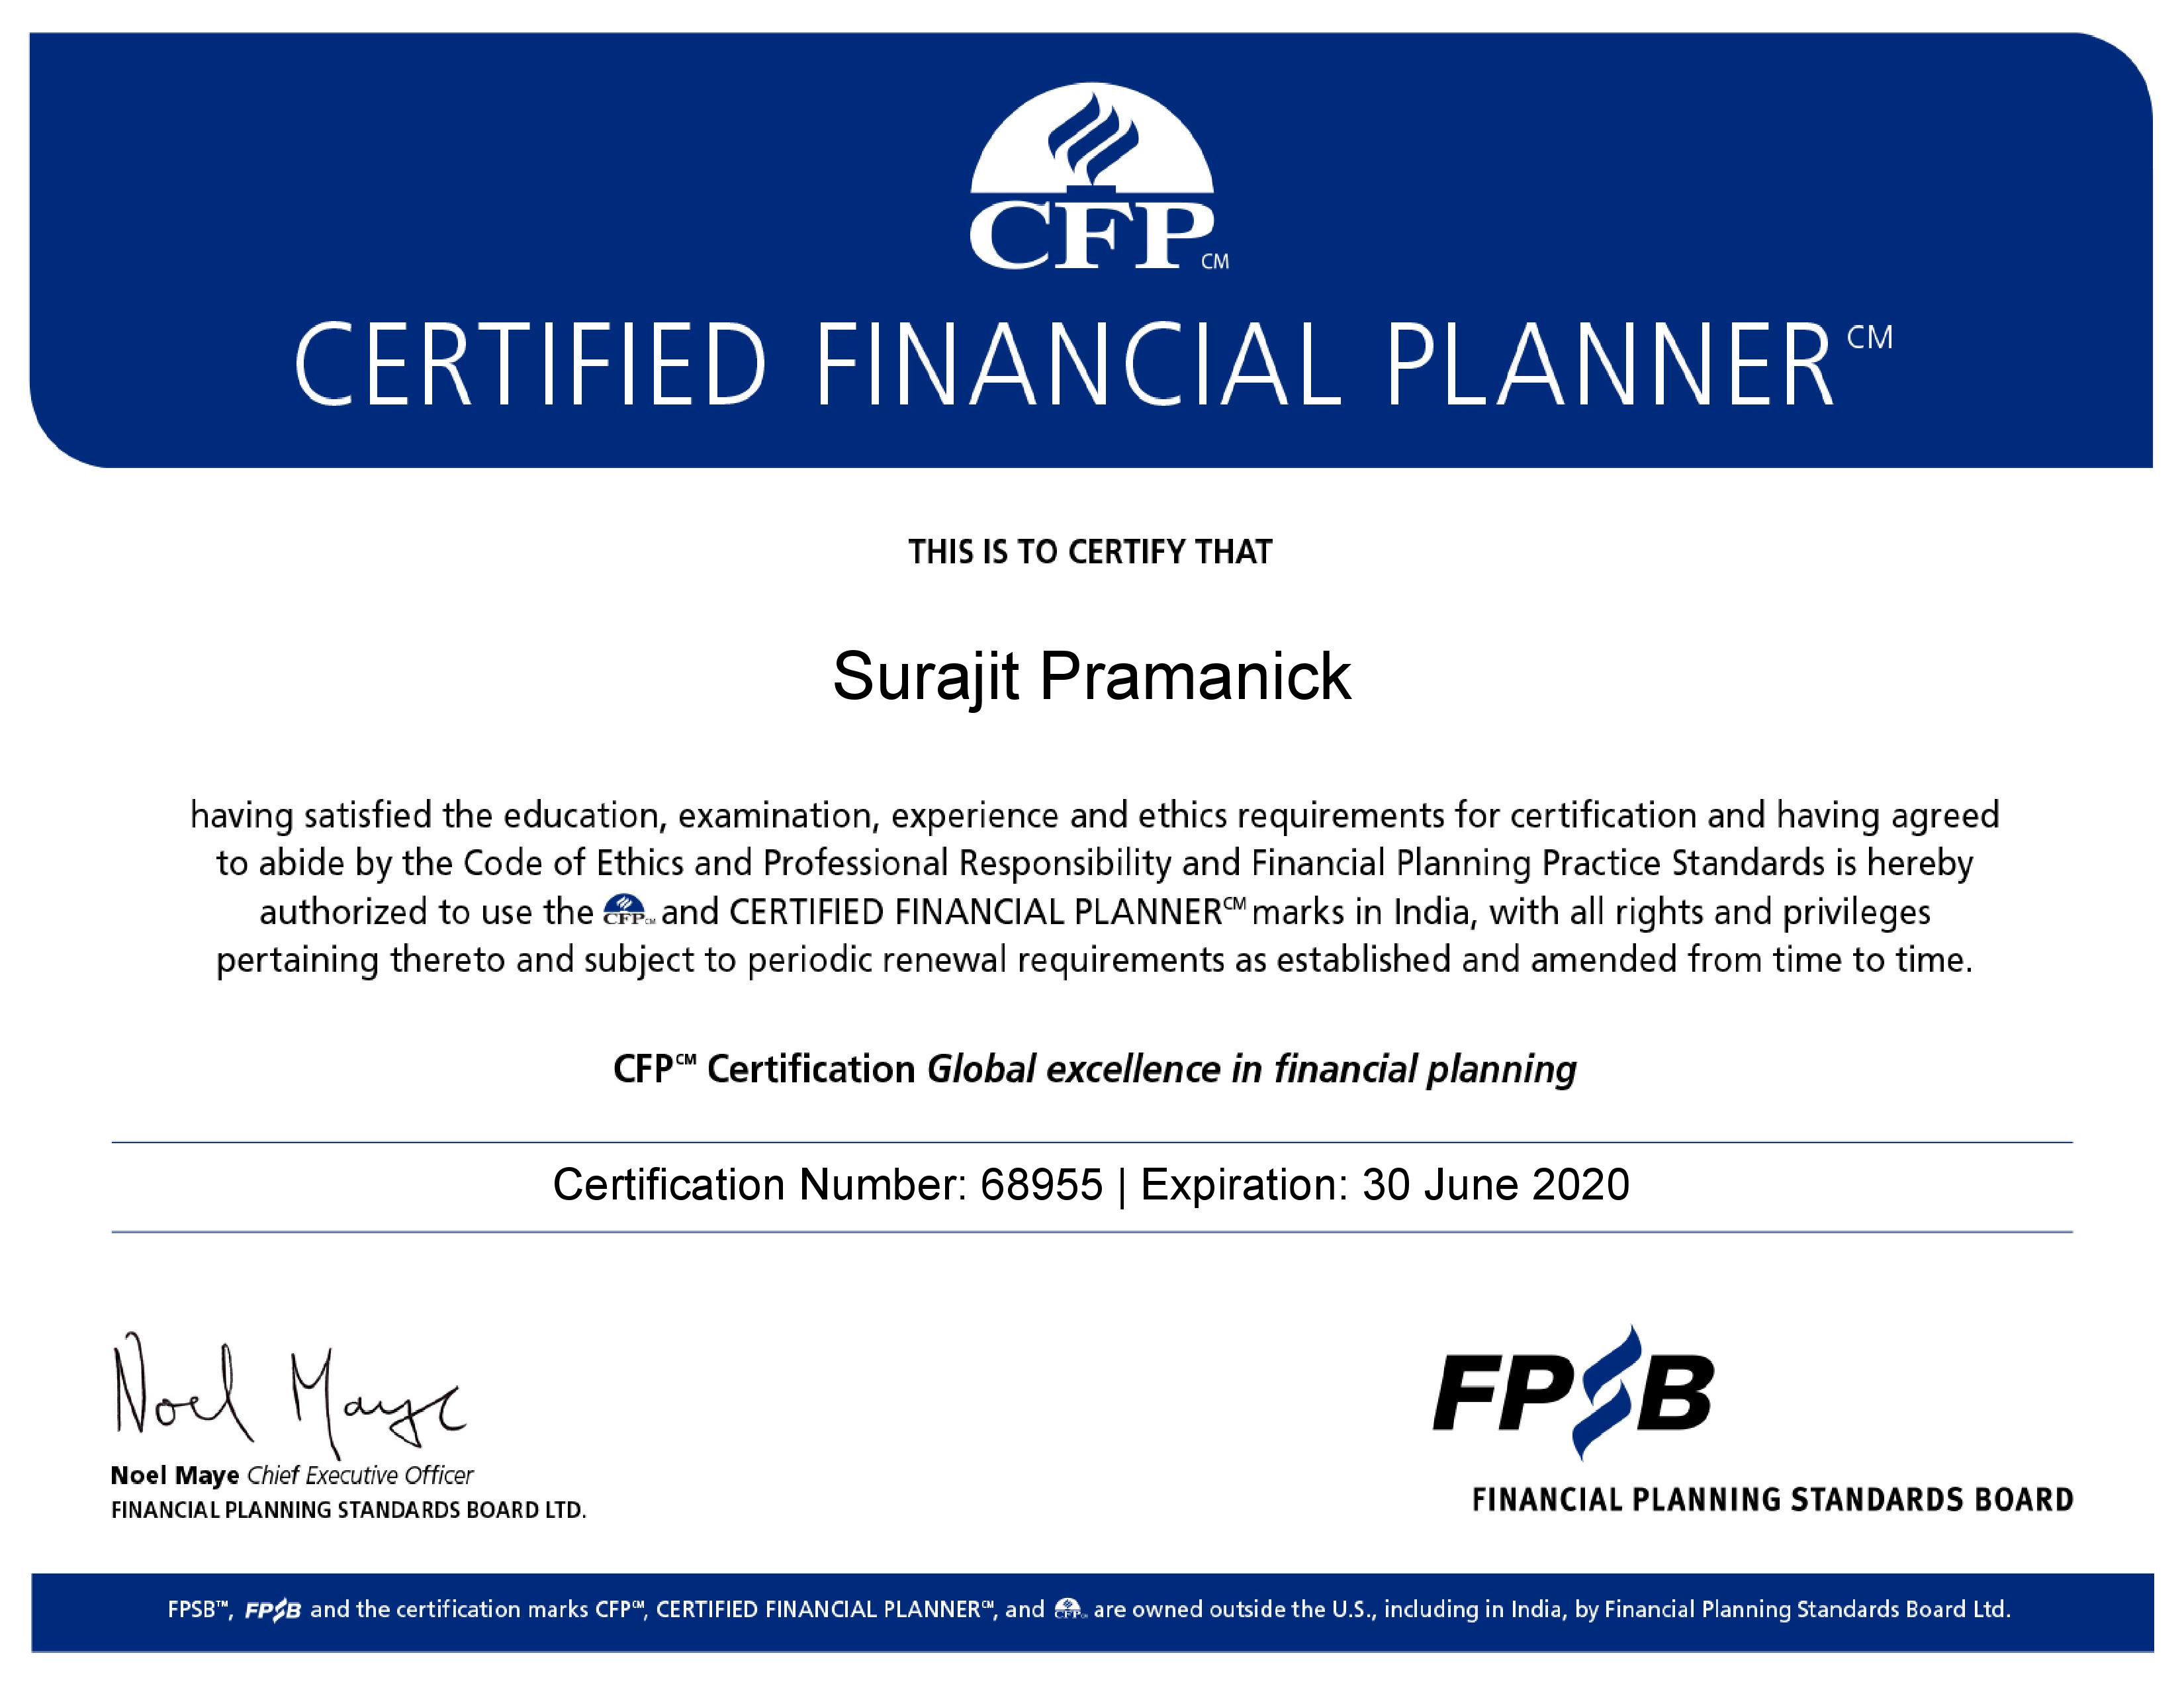 CFP CM
CERTIFIED FINANCIAL PLANNER CM
THIS IS TO CERTIFY THAT
Surajit Pramanick
having satisfied the education, examination, experience and ethics requirements for certification and having agreed
to abide by the Code of Ethics and Professional Responsibility and Financial Planning Practice Standards is hereby
authorized to use the CFP CM and CERTIFIED FINANCIAL PLANNER CM marks in India, with all rights and privileges
pertaining thereto and subject to periodic renewal requirements as established and amended from time to time.
CFP CM Certification Global excellence in financial planning
Certification Number: 68955 | Expiration: 30 June 2020
Noel Maye
Noel Maye Chief Executive Officer
FINANCIAL PLANNING STANDARDS BOARD LTD.
FPSB
FINANCIAL PLANNING STANDARDS BOARD
FPSB™, FPSB and the certification marks CFP CM, CERTIFIED FINANCIAL PLANNER CM, and CFP CM are owned outside the U.S., including in India, by Financial Planning Standards Board Ltd.